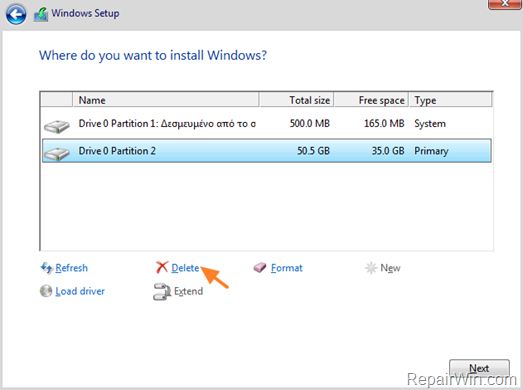 Windows Setup
Where do you want to install Windows?
Name Total size Free space Type
Drive 0 Partition 1: Δεσμευμένο από το σ 500.0 MB 165.0 MB System
Drive 0 Partition 2 50.5 GB 35.0 GB Primary
Refresh Delete Format New
Load driver Extend
Next
RepairWin.com